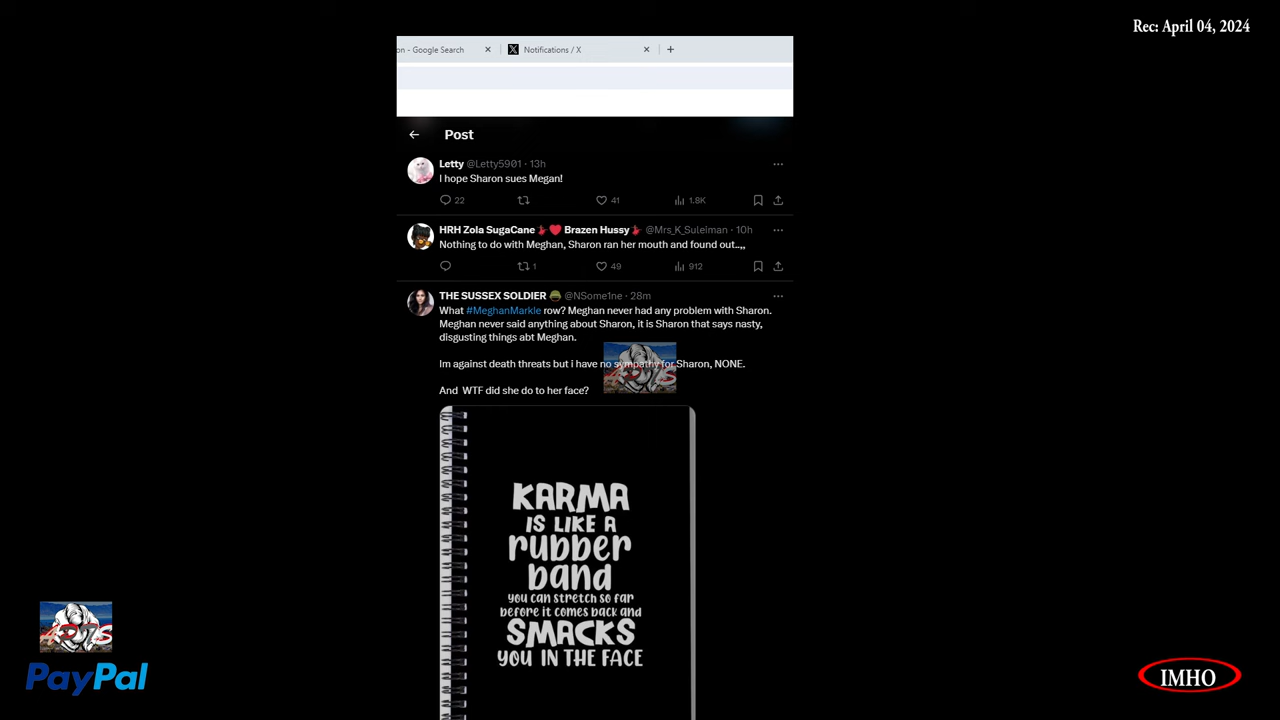 Rec: April 04, 2024
on - Google Search
Notifications / X
Post
Letty @Letty5901 · 13h
I hope Sharon sues Megan!
22
41
1.8K
HRH Zola SugaCane Brazen Hussy @Mrs_K_Suleiman · 10h
Nothing to do with Meghan, Sharon ran her mouth and found out..,,
1
49
912
THE SUSSEX SOLDIER @NSome1ne · 28m
What #MeghanMarkle row? Meghan never had any problem with Sharon.
Meghan never said anything about Sharon, it is Sharon that says nasty,
disgusting things abt Meghan.
Im against death threats but i have no sympathy for Sharon, NONE.
And WTF did she do to her face?
KARMA
IS LIKE A
rubber
band
you can stretch so far
before it comes back and
SMACKS
YOU IN THE FACE
PayPal
IMHO